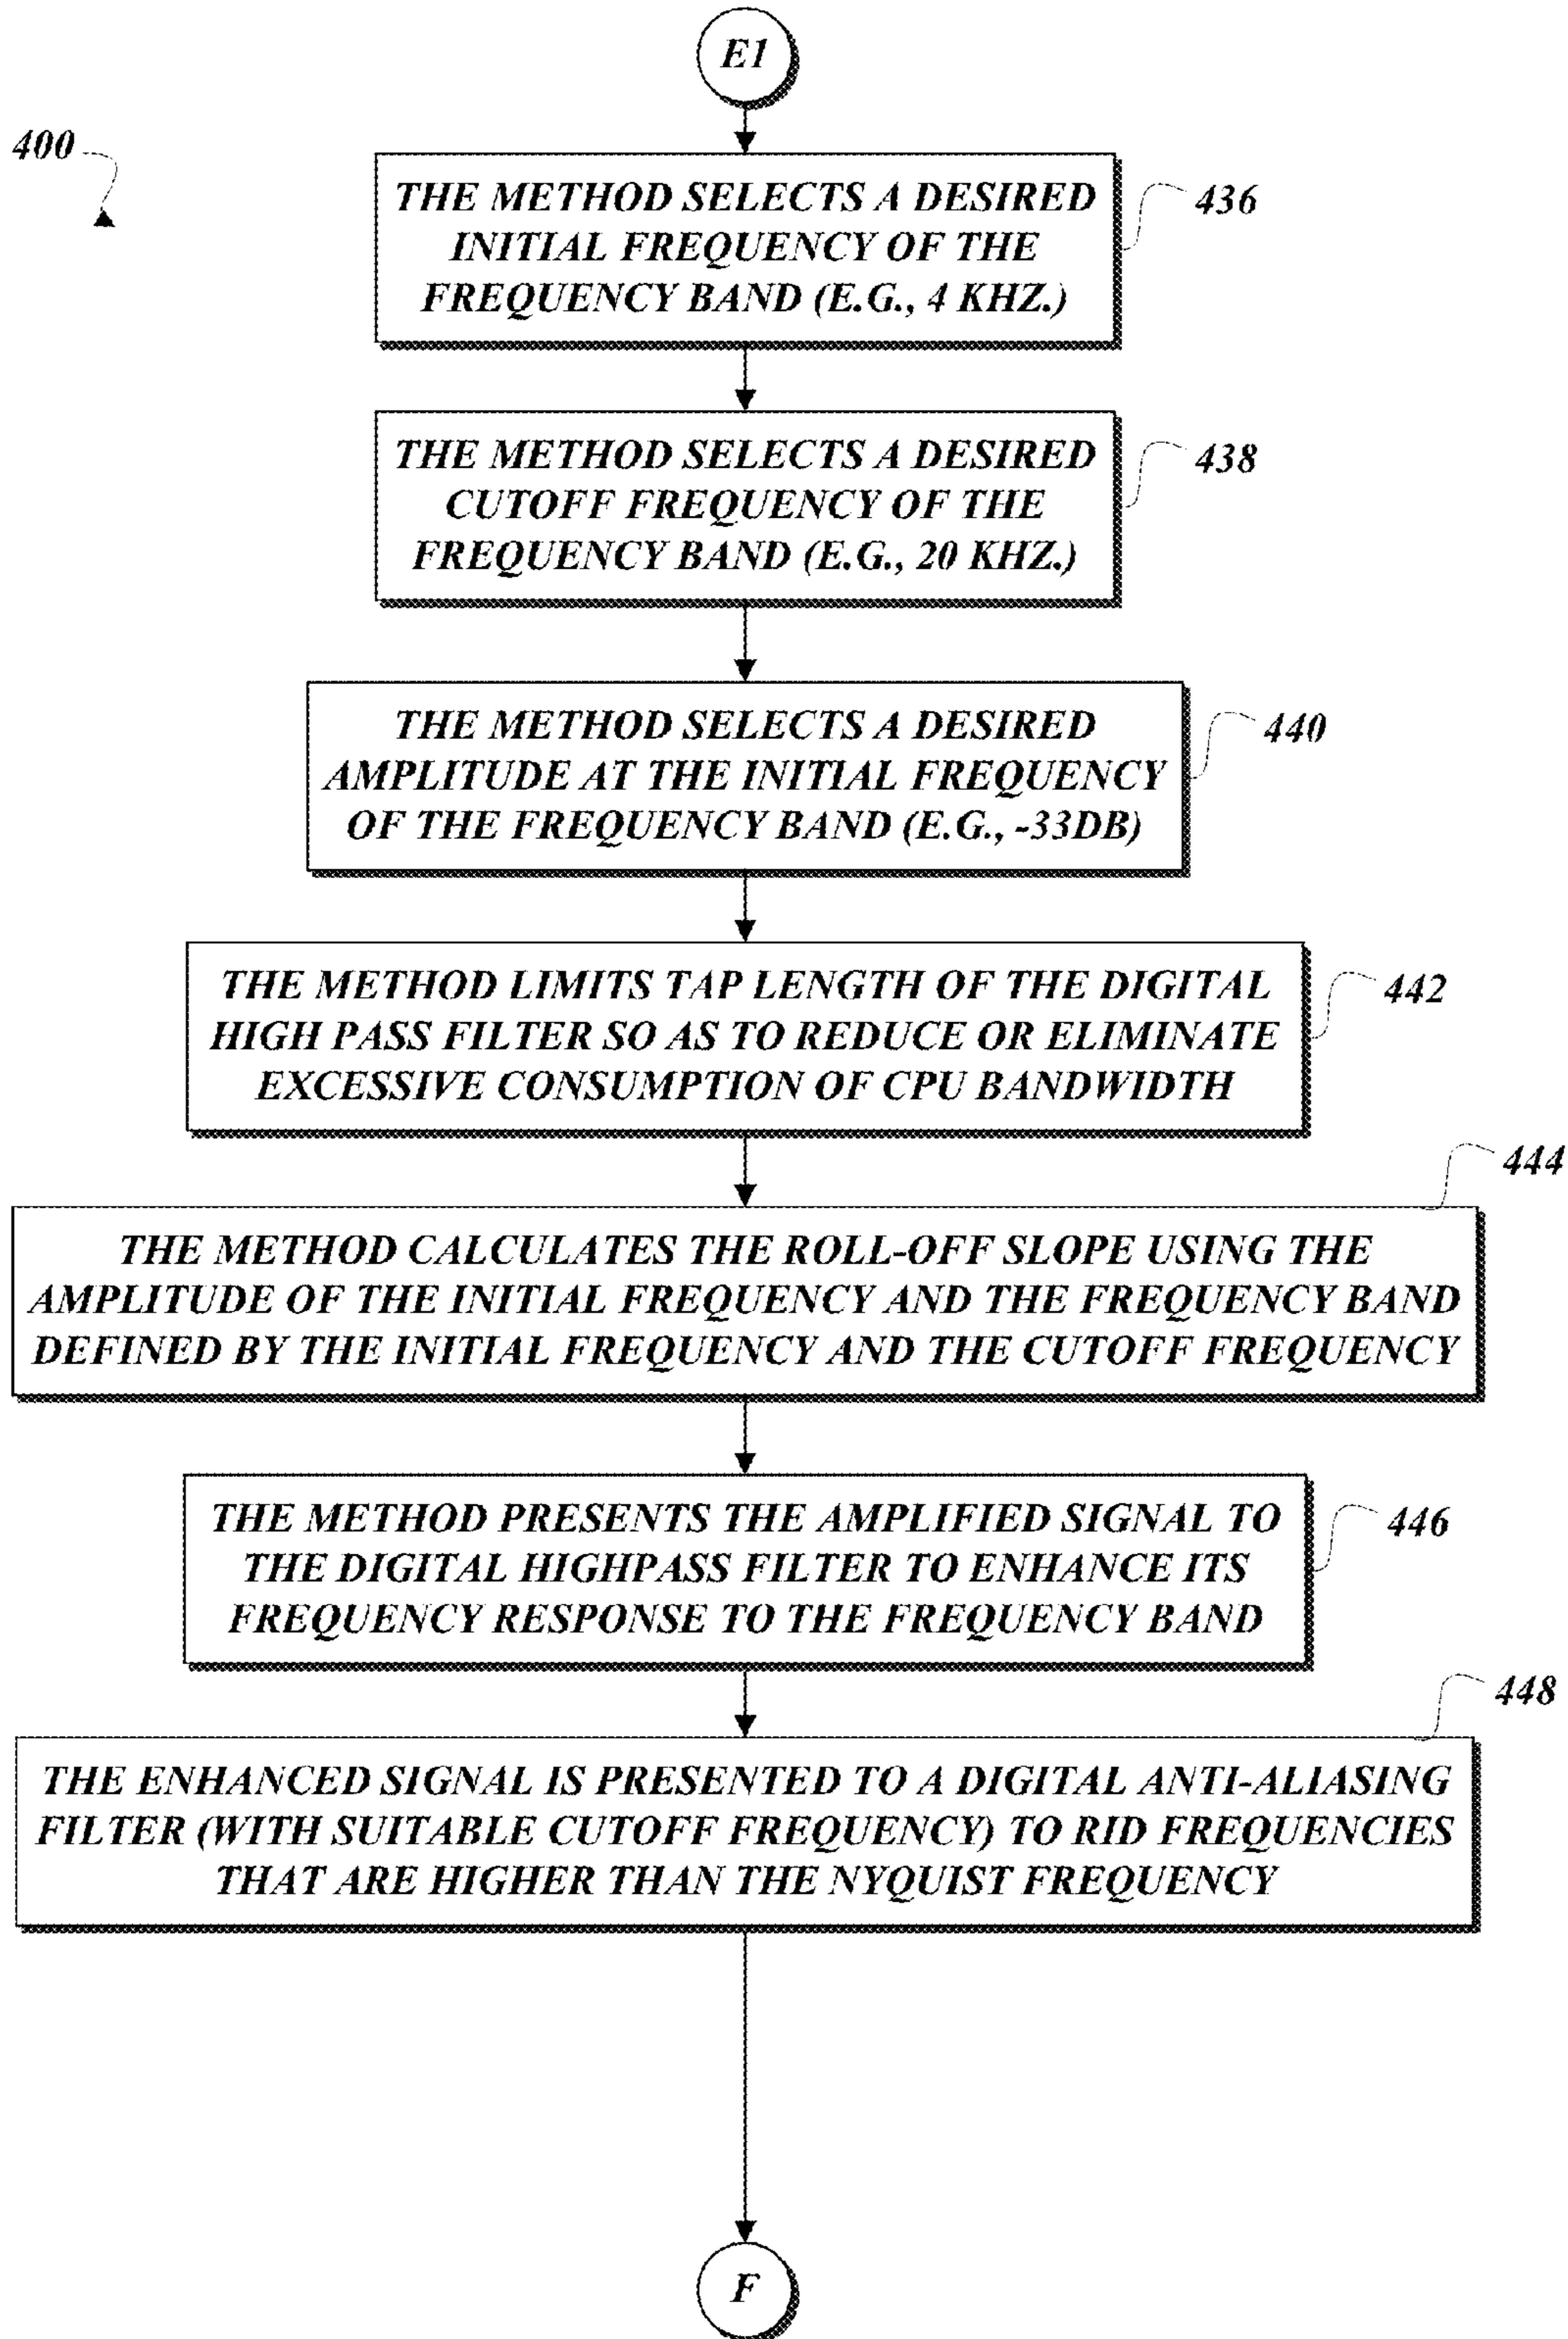 E1
400
THE METHOD SELECTS A DESIRED
INITIAL FREQUENCY OF THE
FREQUENCY BAND (E.G., 4 KHZ.)
436
THE METHOD SELECTS A DESIRED
CUTOFF FREQUENCY OF THE
FREQUENCY BAND (E.G., 20 KHZ.)
438
THE METHOD SELECTS A DESIRED
AMPLITUDE AT THE INITIAL FREQUENCY
OF THE FREQUENCY BAND (E.G., -33DB)
440
THE METHOD LIMITS TAP LENGTH OF THE DIGITAL
HIGH PASS FILTER SO AS TO REDUCE OR ELIMINATE
EXCESSIVE CONSUMPTION OF CPU BANDWIDTH
442
444
THE METHOD CALCULATES THE ROLL-OFF SLOPE USING THE
AMPLITUDE OF THE INITIAL FREQUENCY AND THE FREQUENCY BAND
DEFINED BY THE INITIAL FREQUENCY AND THE CUTOFF FREQUENCY
THE METHOD PRESENTS THE AMPLIFIED SIGNAL TO
THE DIGITAL HIGHPASS FILTER TO ENHANCE ITS
FREQUENCY RESPONSE TO THE FREQUENCY BAND
446
448
THE ENHANCED SIGNAL IS PRESENTED TO A DIGITAL ANTI-ALIASING
FILTER (WITH SUITABLE CUTOFF FREQUENCY) TO RID FREQUENCIES
THAT ARE HIGHER THAN THE NYQUIST FREQUENCY
F